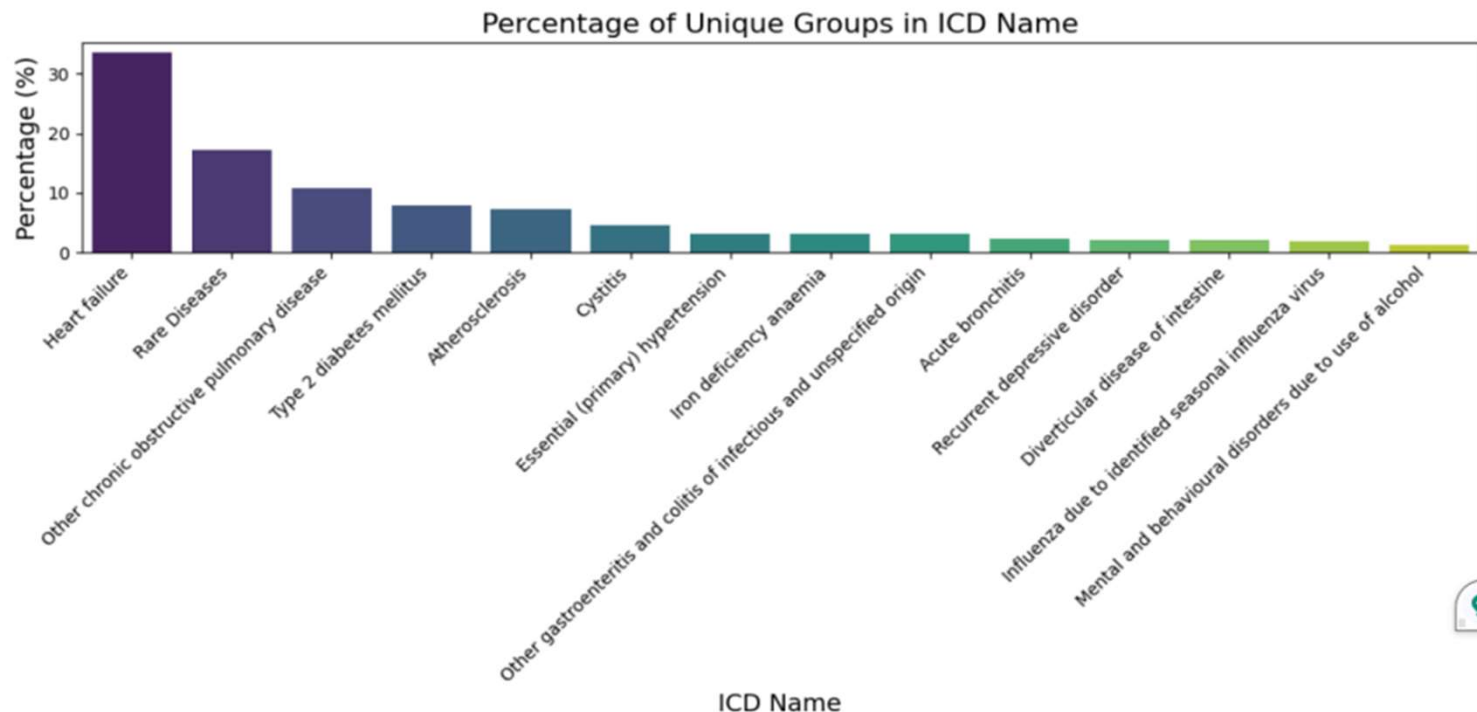 Percentage of Unique Groups in ICD Name
Percentage (%)
30
20
10
0
Heart failure
Rare Diseases
Other chronic obstructive pulmonary disease
Type 2 diabetes mellitus
Atherosclerosis
Cystitis
Essential (primary) hypertension
Iron deficiency anaemia
Other gastroenteritis and colitis of infectious and unspecified origin
Acute bronchitis
Recurrent depressive disorder
Diverticular disease of intestine
Influenza due to identified seasonal influenza virus
Mental and behavioural disorders due to use of alcohol
ICD Name